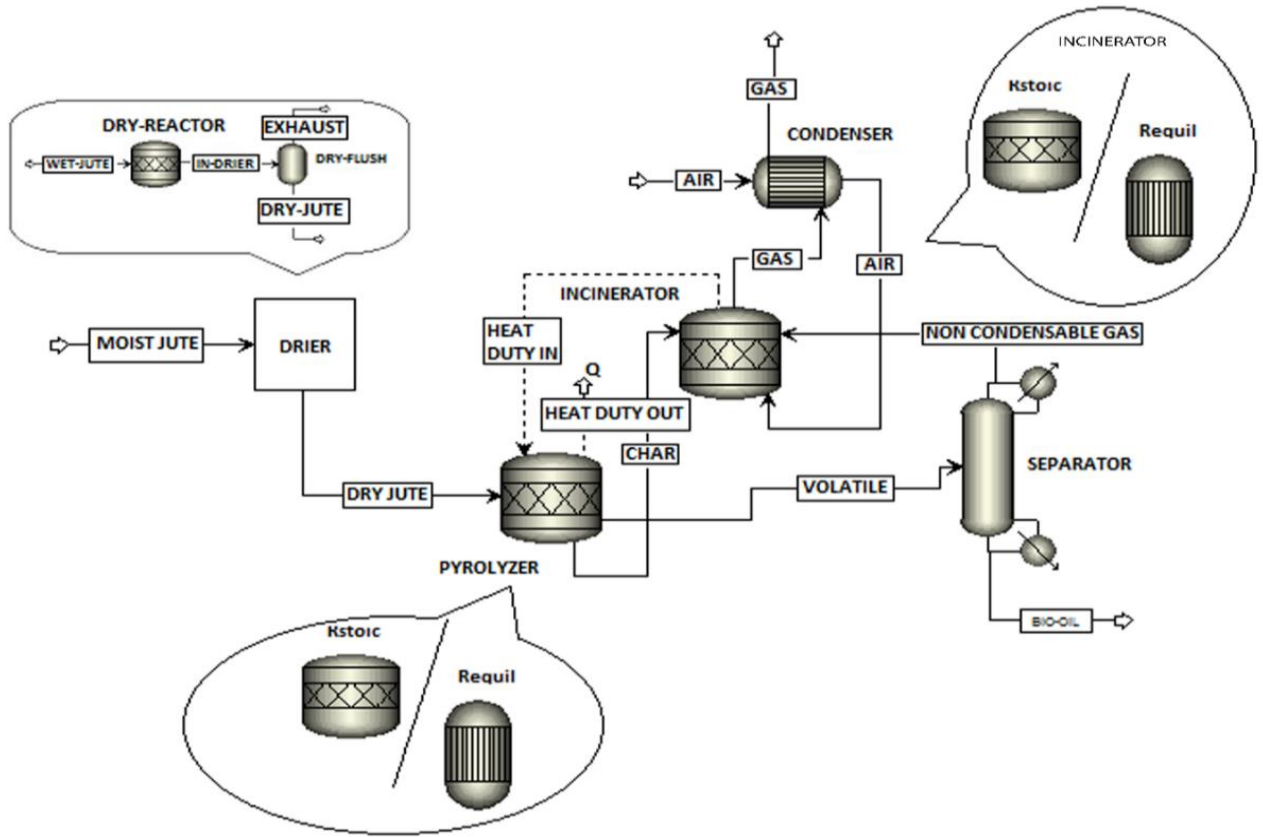 INCINERATOR
Rstoic
Requil
GAS
CONDENSER
AIR
DRY-REACTOR
EXHAUST
WET-JUTE
IN-DRIER
DRY-FLUSH
DRY-JUTE
GAS
AIR
INCINERATOR
MOIST JUTE
DRIER
HEAT
DUTY IN
NON CONDENSABLE GAS
Q
HEAT DUTY OUT
CHAR
SEPARATOR
DRY JUTE
VOLATILE
PYROLYZER
BIO-OIL
Rstoic
Requil